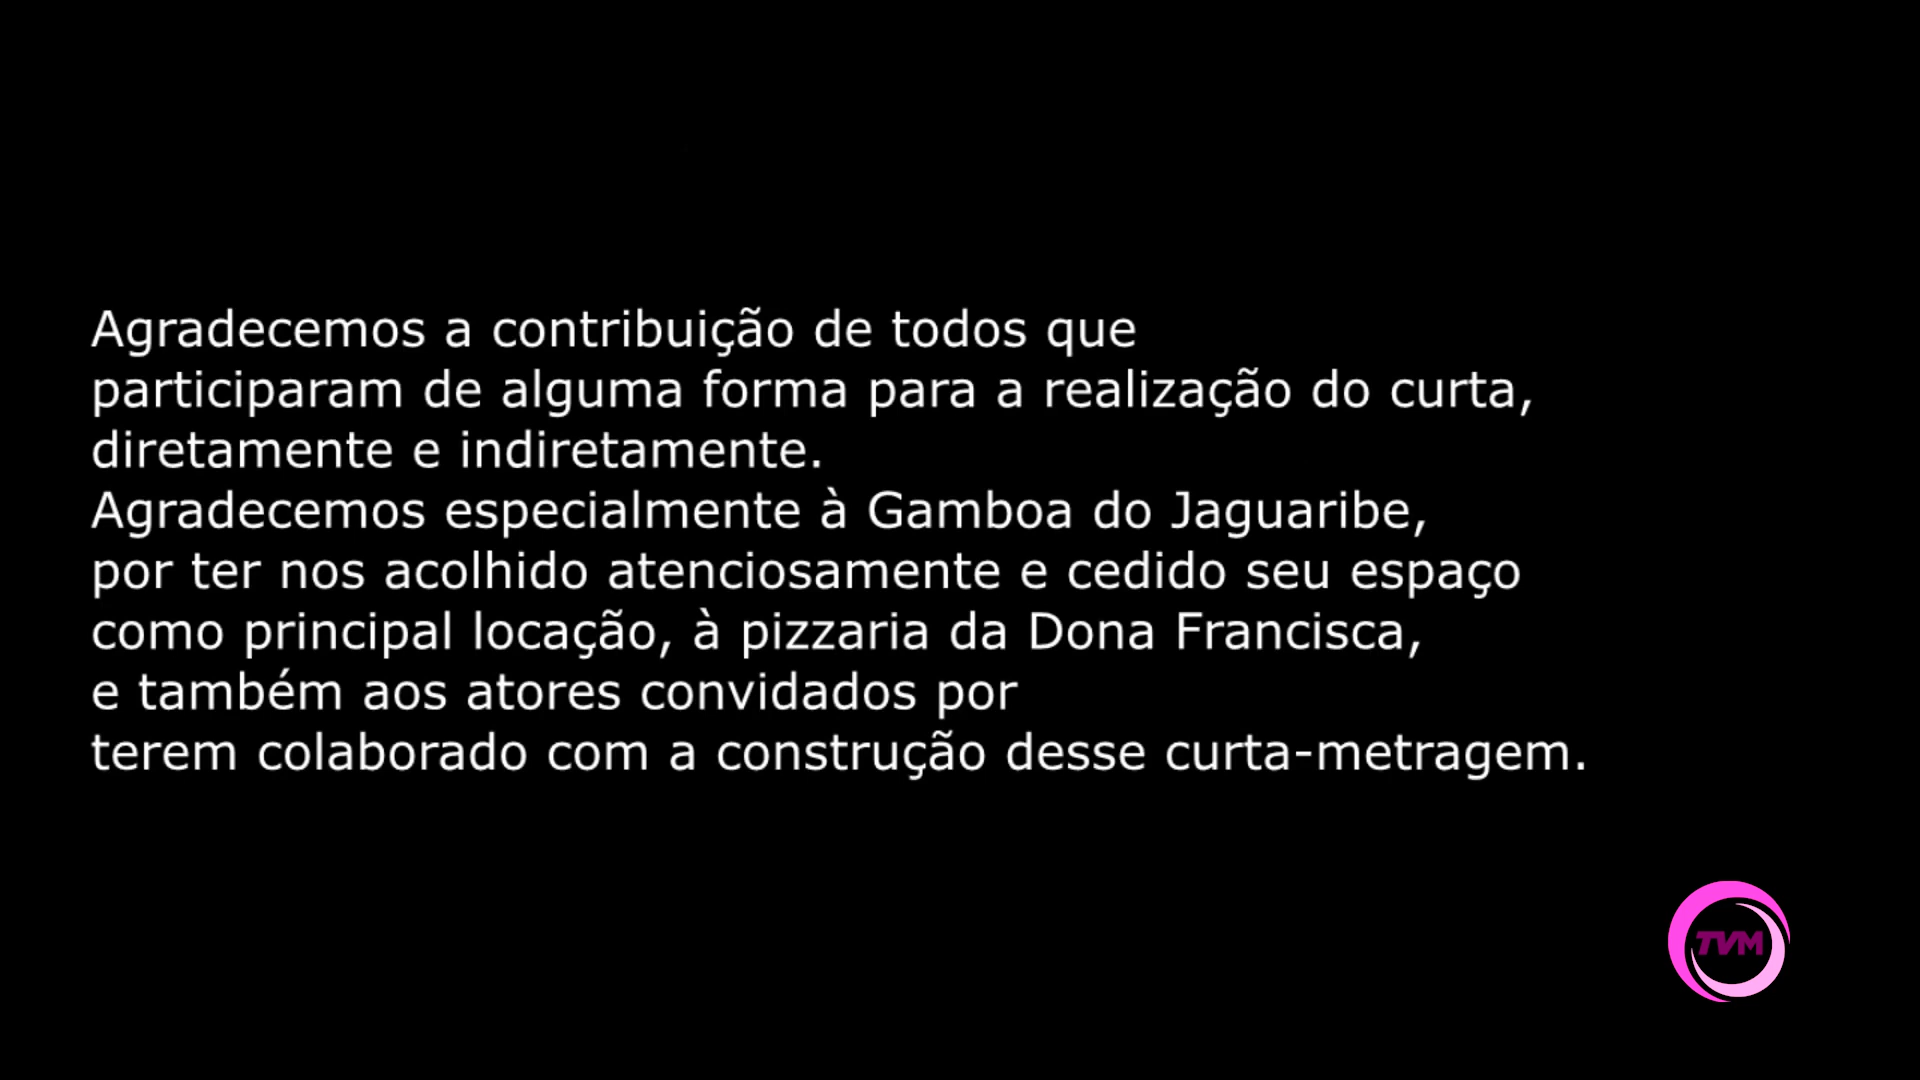 Agradecemos a contribuição de todos que
participaram de alguma forma para a realização do curta,
diretamente e indiretamente.
Agradecemos especialmente à Gamboa do Jaguaribe,
por ter nos acolhido atenciosamente e cedido seu espaço
como principal locação, à pizzaria da Dona Francisca,
e também aos atores convidados por
terem colaborado com a construção desse curta-metragem.
TVM